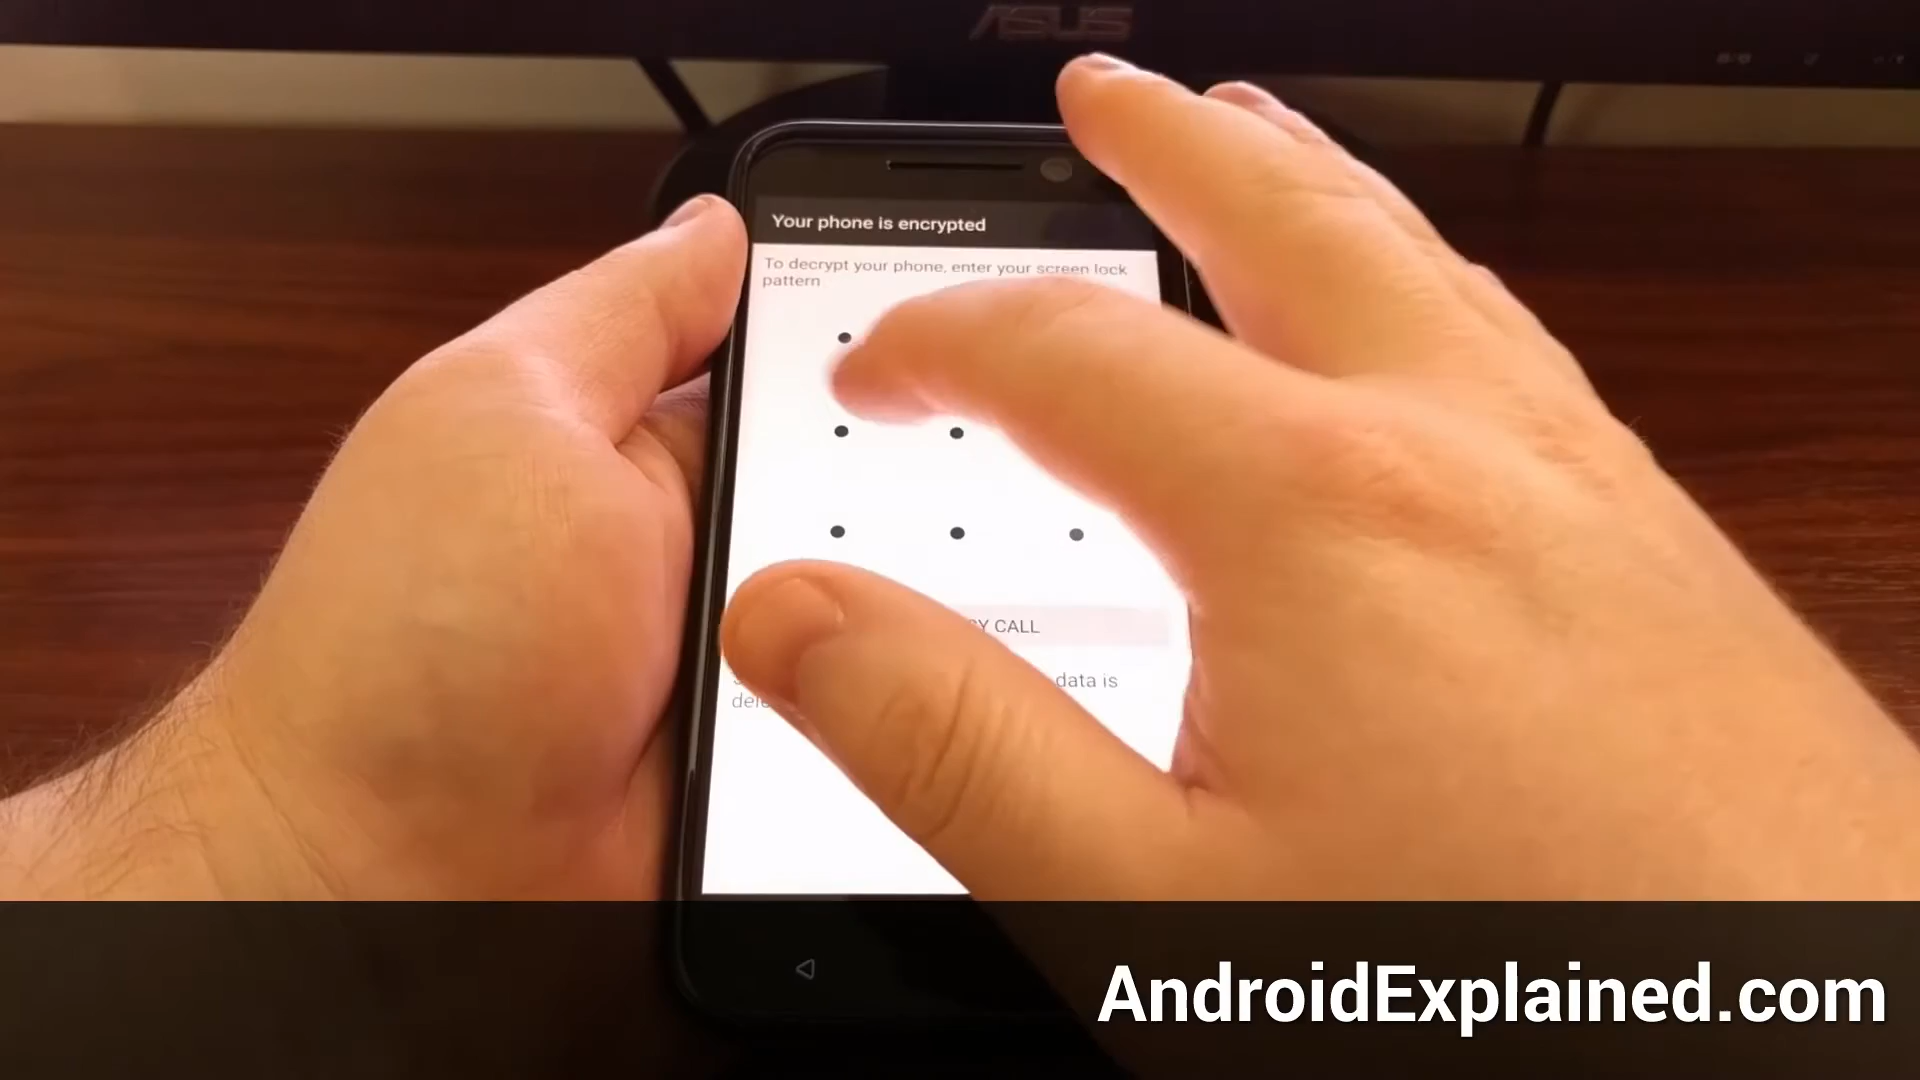 ASUS
Your phone is encrypted
To decrypt your phone, enter your screen lock
pattern
CALL
data is
AndroidExplained.com